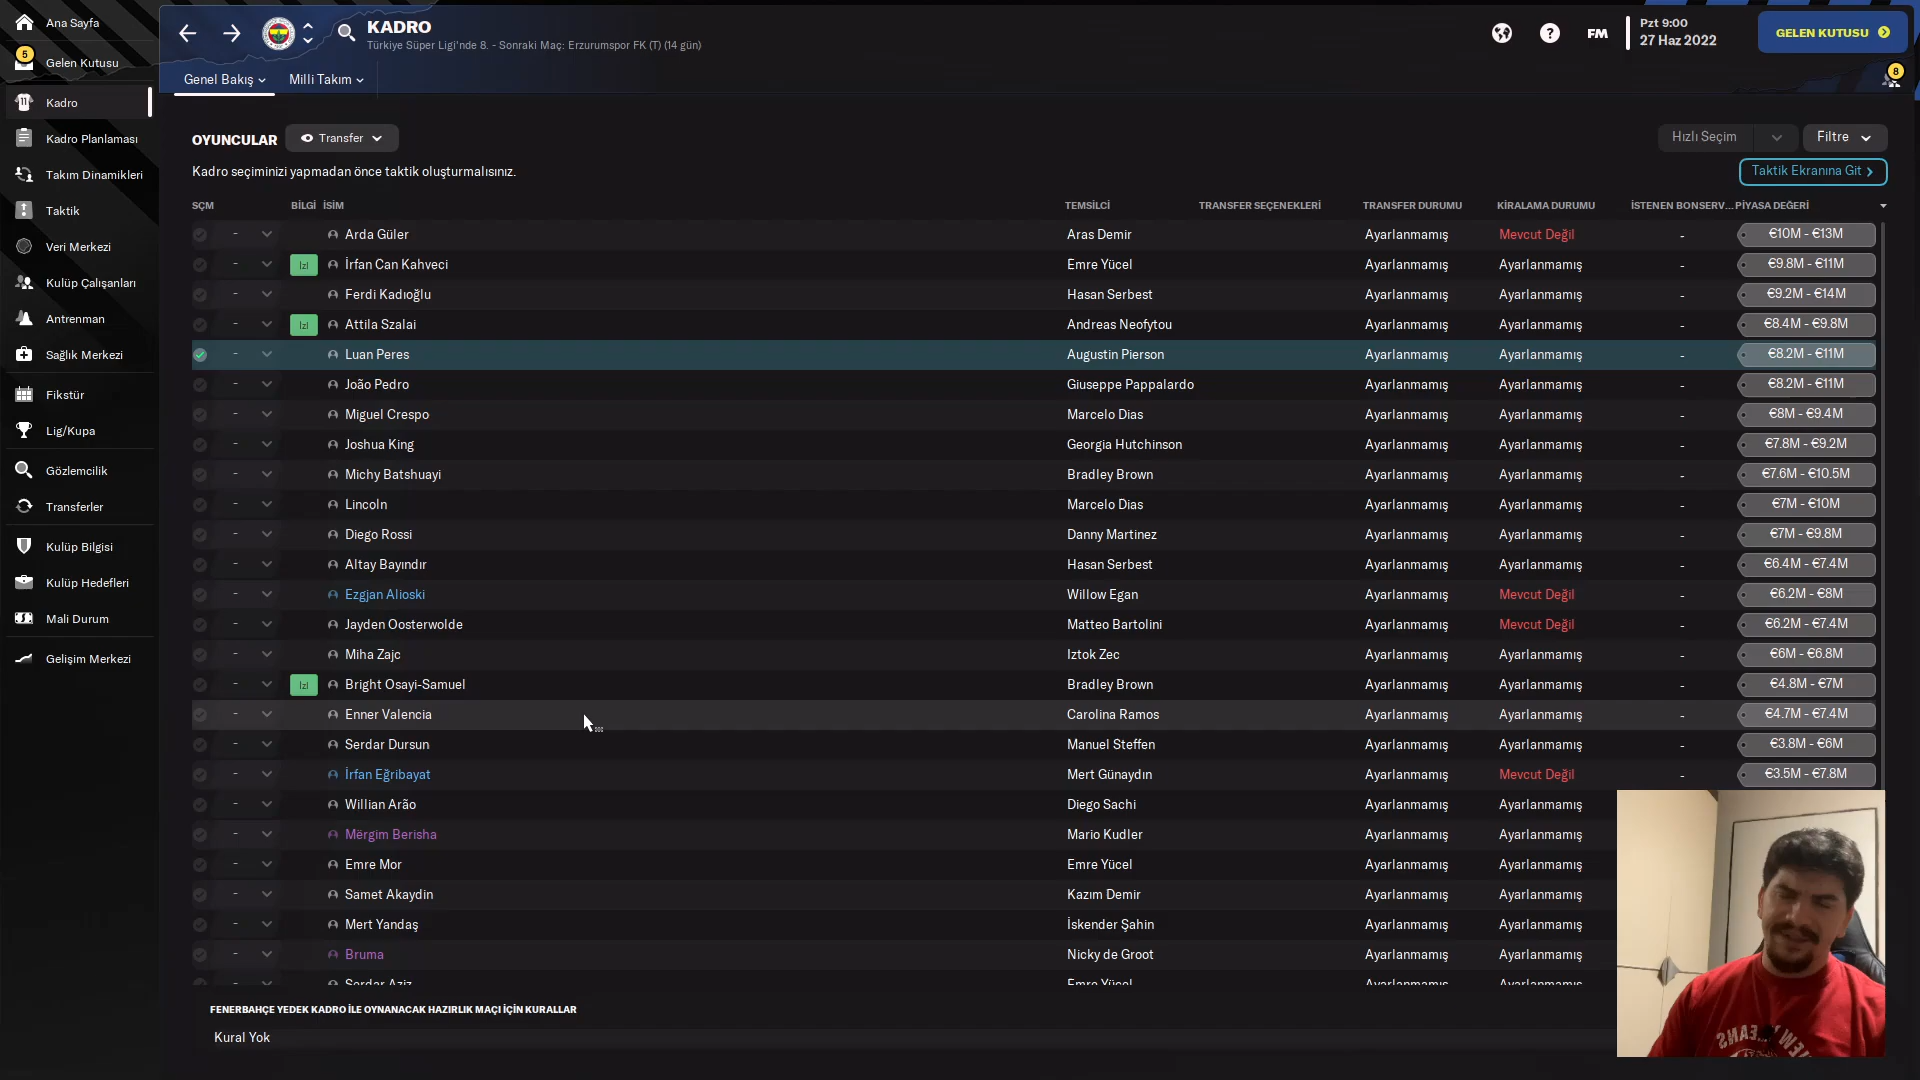 Ana Sayfa
5
Gelen Kutusu
Kadro
Kadro Planlaması
Takım Dinamikleri
Taktik
Veri Merkezi
Kulüp Çalışanları
Antrenman
Sağlık Merkezi
Fikstür
Lig/Kupa
Gözlemcilik
Transferler
Kulüp Bilgisi
Kulüp Hedefleri
Mali Durum
Gelişim Merkezi
KADRO
Türkiye Süper Ligi'nde 8. - Sonraki Maç: Erzurumspor FK (T) (14 gün)
FM
Pzt 9:00
27 Haz 2022
GELEN KUTUSU
8
Genel Bakış
Milli Takım
OYUNCULAR
Transfer
Hızlı Seçim
Filtre
Kadro seçiminizi yapmadan önce taktik oluşturmalısınız.
Taktik Ekranına Git
SÇM BİLGİ İSİM TEMSİLCİ TRANSFER SEÇENEKLERİ TRANSFER DURUMU KİRALAMA DURUMU İSTENEN BONSERV... PİYASA DEĞERİ
- Arda Güler Aras Demir Ayarlanmamış Mevcut Değil - €10M - €13M
- İzl İrfan Can Kahveci Emre Yücel Ayarlanmamış Ayarlanmamış - €9.8M - €11M
- Ferdi Kadıoğlu Hasan Serbest Ayarlanmamış Ayarlanmamış - €9.2M - €14M
- İzl Attila Szalai Andreas Neofytou Ayarlanmamış Ayarlanmamış - €8.4M - €9.8M
- Luan Peres Augustin Pierson Ayarlanmamış Ayarlanmamış - €8.2M - €11M
- João Pedro Giuseppe Pappalardo Ayarlanmamış Ayarlanmamış - €8.2M - €11M
- Miguel Crespo Marcelo Dias Ayarlanmamış Ayarlanmamış - €8M - €9.4M
- Joshua King Georgia Hutchinson Ayarlanmamış Ayarlanmamış - €7.8M - €9.2M
- Michy Batshuayi Bradley Brown Ayarlanmamış Ayarlanmamış - €7.6M - €10.5M
- Lincoln Marcelo Dias Ayarlanmamış Ayarlanmamış - €7M - €10M
- Diego Rossi Danny Martinez Ayarlanmamış Ayarlanmamış - €7M - €9.8M
- Altay Bayındır Hasan Serbest Ayarlanmamış Ayarlanmamış - €6.4M - €7.4M
- Ezgjan Alioski Willow Egan Ayarlanmamış Mevcut Değil - €6.2M - €8M
- Jayden Oosterwolde Matteo Bartolini Ayarlanmamış Mevcut Değil - €6.2M - €7.4M
- Miha Zajc Iztok Zec Ayarlanmamış Ayarlanmamış - €6M - €6.8M
- İzl Bright Osayi-Samuel Bradley Brown Ayarlanmamış Ayarlanmamış - €4.8M - €7M
- Enner Valencia Carolina Ramos Ayarlanmamış Ayarlanmamış - €4.7M - €7.4M
- Serdar Dursun Manuel Steffen Ayarlanmamış Ayarlanmamış - €3.8M - €6M
- İrfan Eğribayat Mert Günaydın Ayarlanmamış Mevcut Değil - €3.5M - €7.8M
- Willian Arão Diego Sachi Ayarlanmamış Ayarlanmamış
- Mërgim Berisha Mario Kudler Ayarlanmamış Ayarlanmamış
- Emre Mor Emre Yücel Ayarlanmamış Ayarlanmamış
- Samet Akaydin Kazım Demir Ayarlanmamış Ayarlanmamış
- Mert Yandaş İskender Şahin Ayarlanmamış Ayarlanmamış
- Bruma Nicky de Groot Ayarlanmamış Ayarlanmamış
Serdar Aziz Emre Yücel Ayarlanmamış Ayarlanmamış
FENERBAHÇE YEDEK KADRO İLE OYNANACAK HAZIRLIK MAÇI İÇİN KURALLAR
Kural Yok